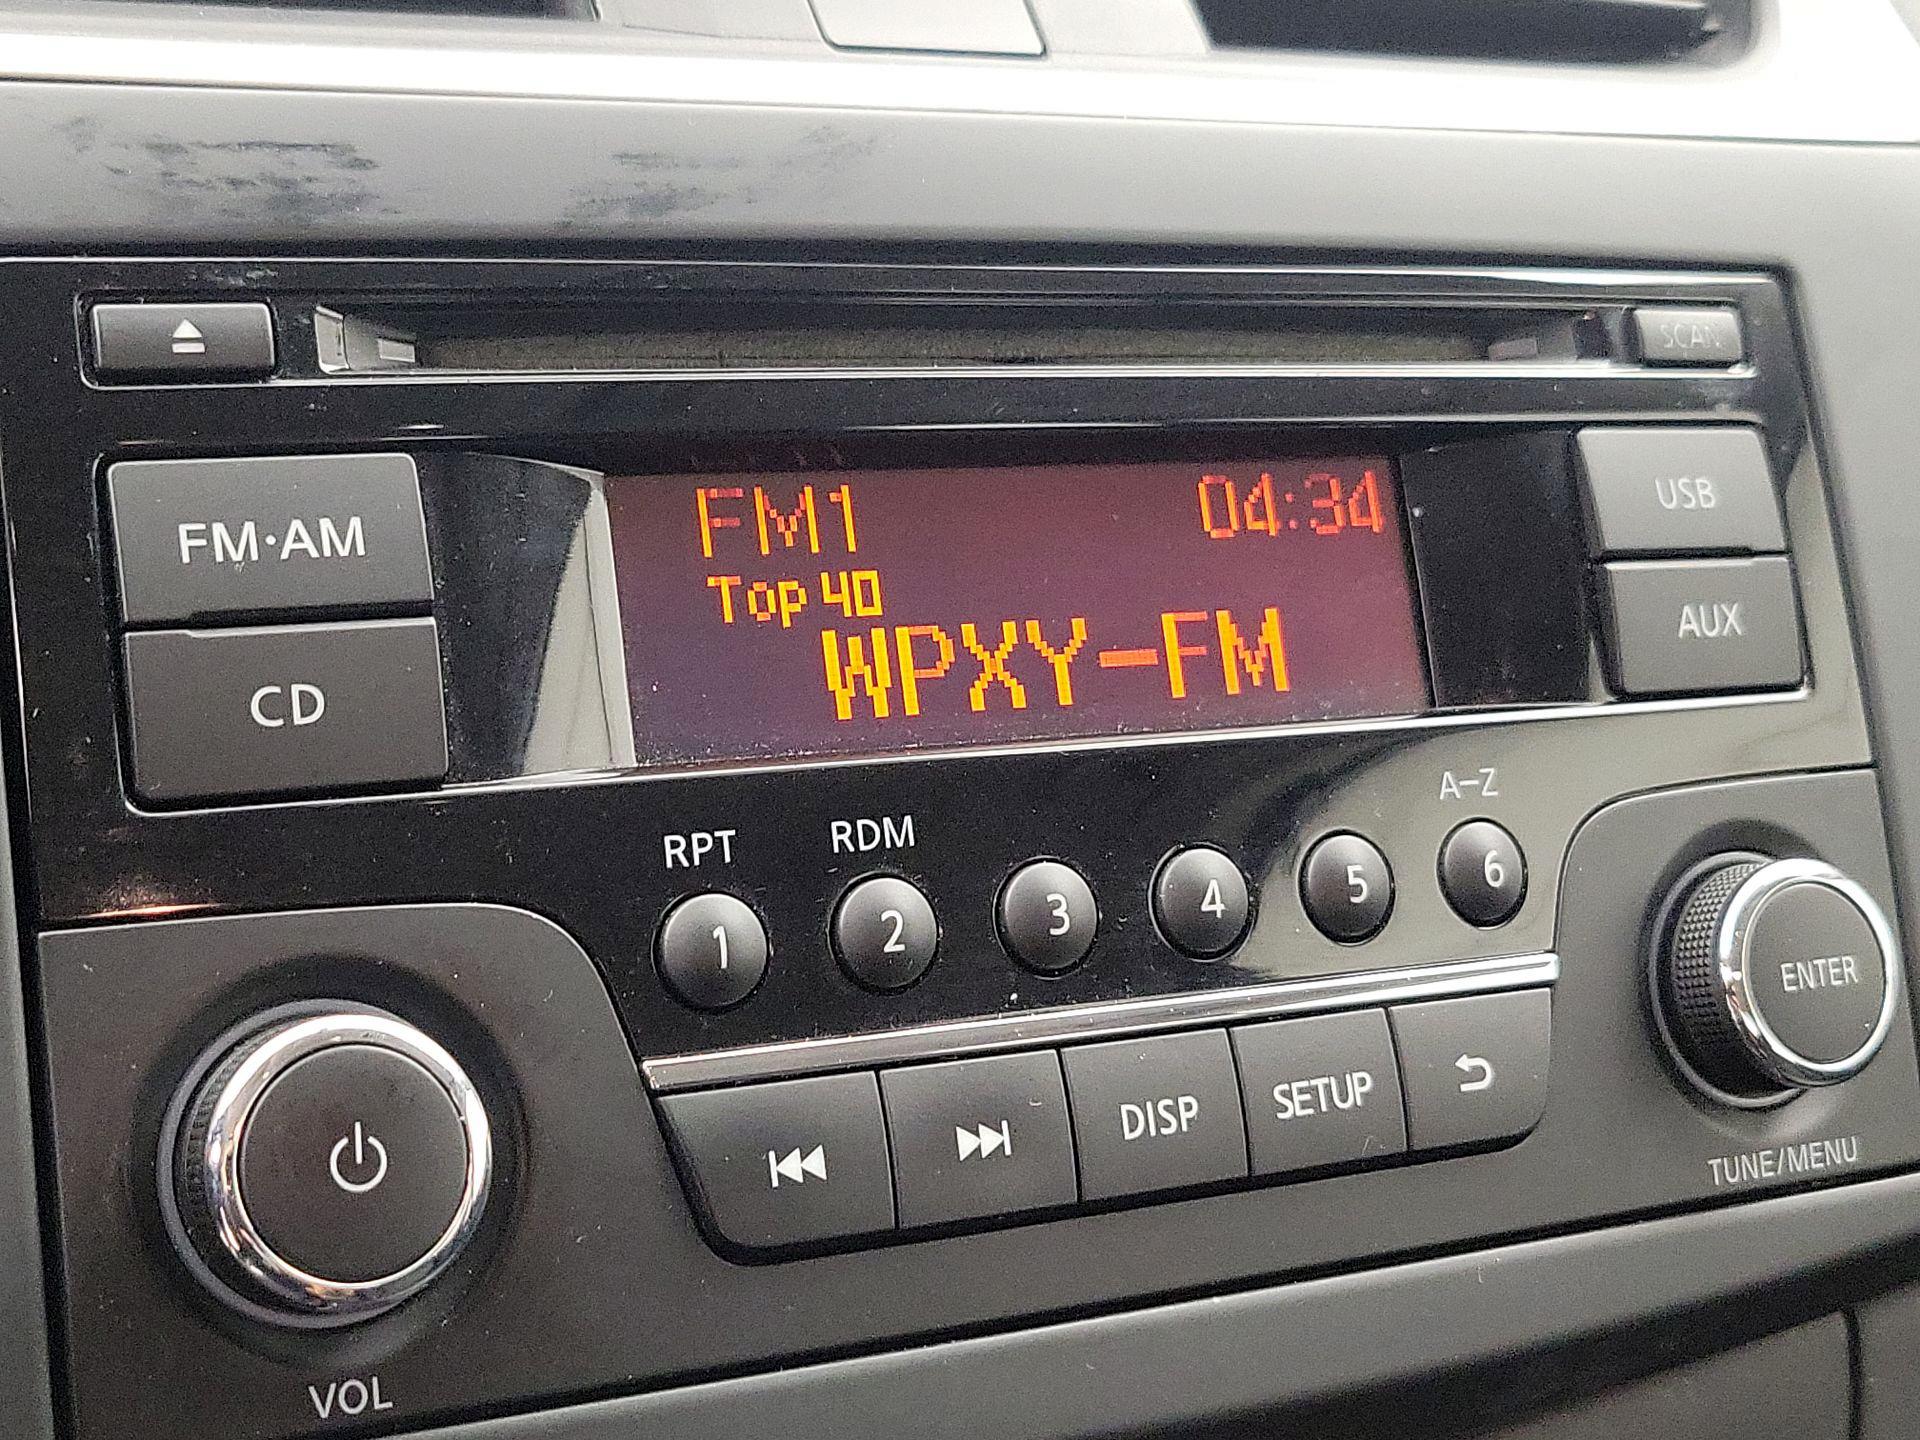 SCAN
FM·AM
CD
FM1 04:34
Top 40
WPXY-FM
USB
AUX
RPT RDM A-Z
1 2 3 4 5 6
DISP SETUP
ENTER
TUNE/MENU
VOL